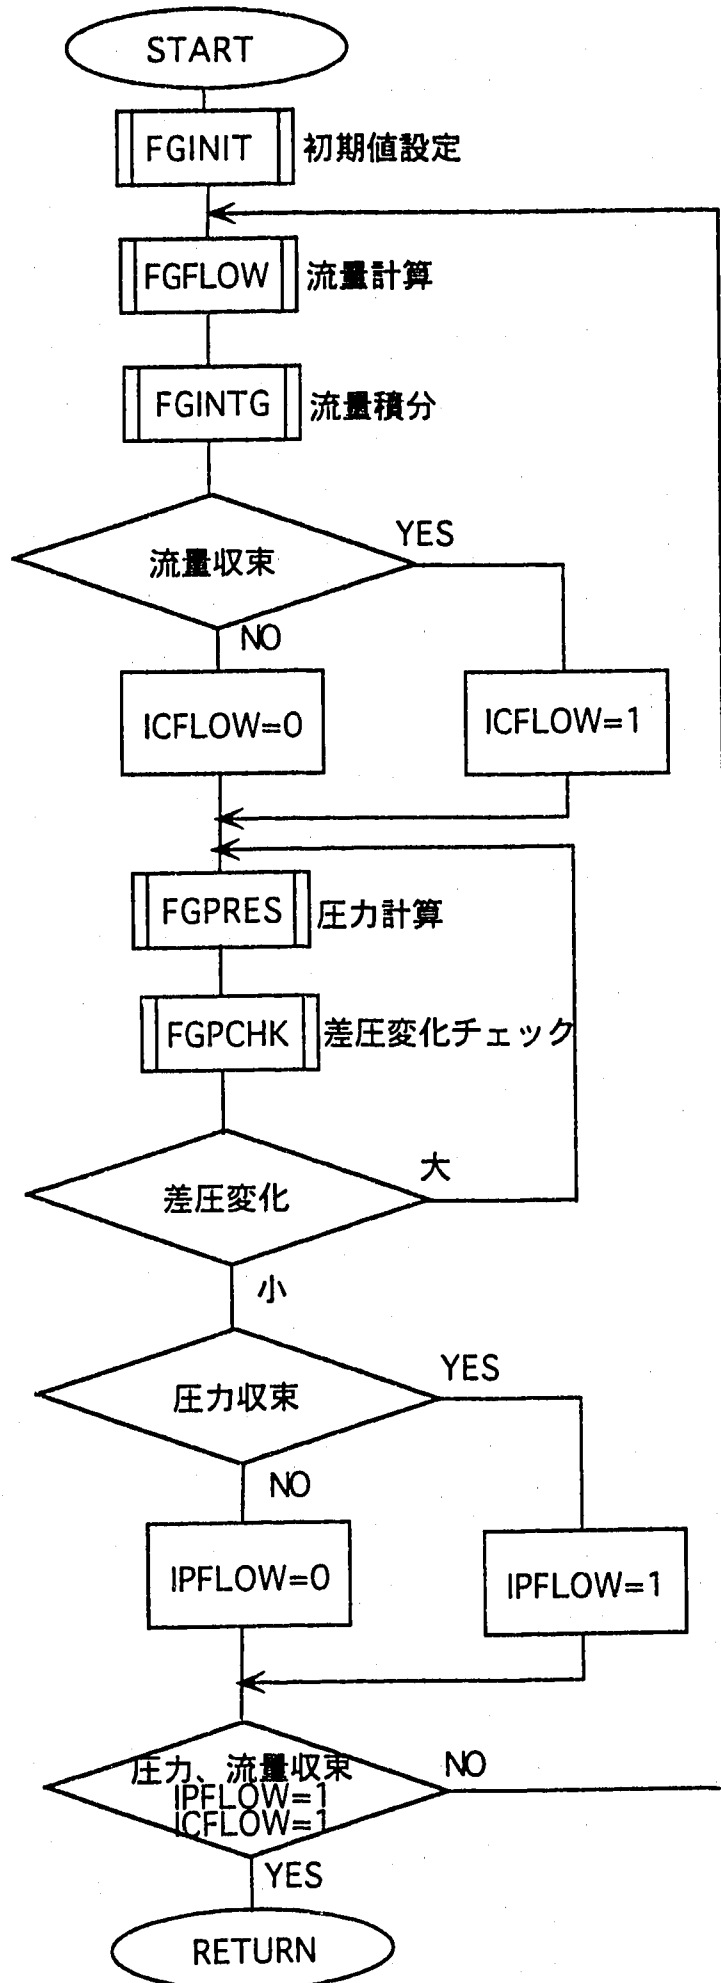 START
FGINIT 初期値設定
FGFLOW 流量計算
FGINTG 流量積分
流量収束
YES
NO
ICFLOW=0
ICFLOW=1
FGPRES 圧力計算
FGPCHK 差圧変化チェック
差圧変化
大
小
圧力収束
YES
NO
IPFLOW=0
IPFLOW=1
圧力、流量収束
IPFLOW=1
ICFLOW=1
NO
YES
RETURN